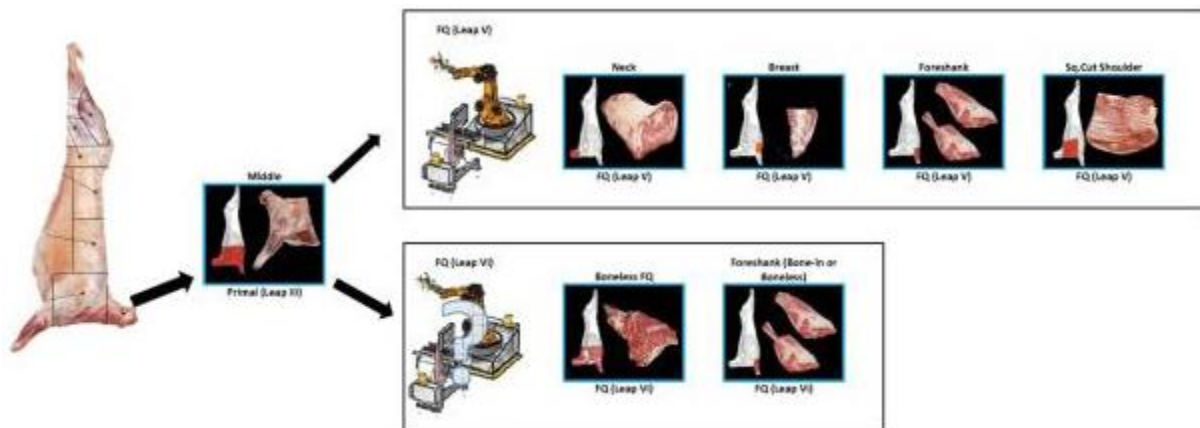 FQ (Leap V)
Neck
Breast
Foreshank
Sq.Cut Shoulder
FQ (Leap V)
FQ (Leap V)
FQ (Leap V)
FQ (Leap V)
Middle
Primal (Leap III)
FQ (Leap VI)
Boneless FQ
Foreshank (Bone-In or
Boneless)
?
FQ (Leap VI)
FQ (Leap VI)